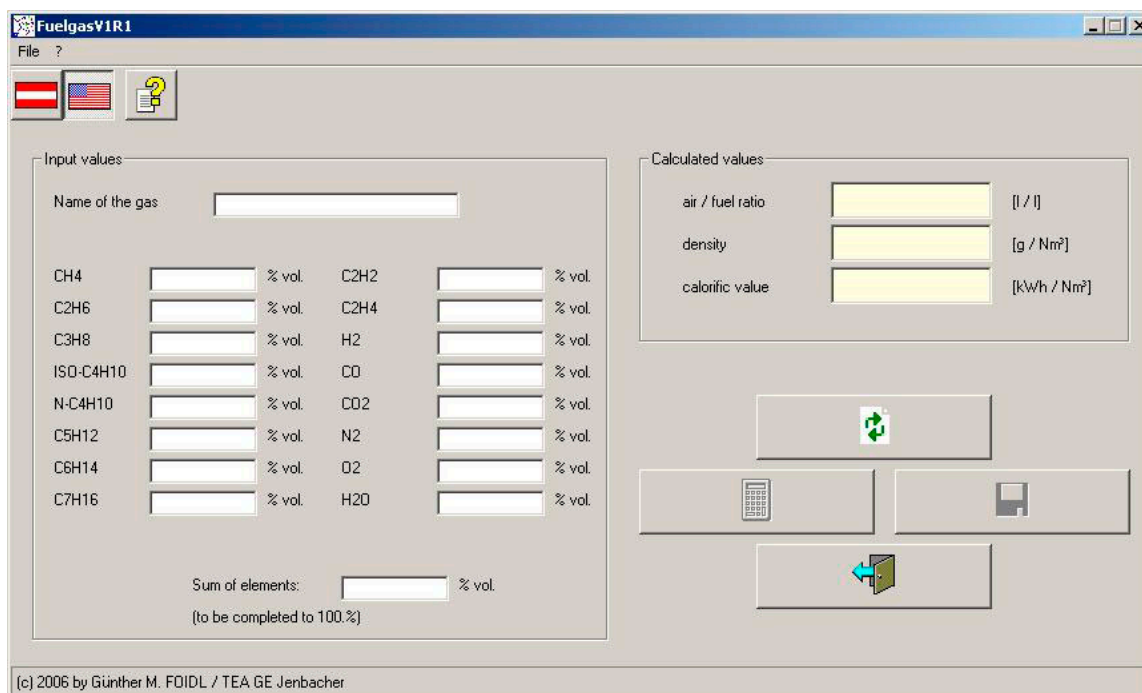 FuelgasV1R1
File ?
Input values
Name of the gas
CH4 % vol. C2H2 % vol.
C2H6 % vol. C2H4 % vol.
C3H8 % vol. H2 % vol.
ISO-C4H10 % vol. CO % vol.
N-C4H10 % vol. CO2 % vol.
C5H12 % vol. N2 % vol.
C6H14 % vol. O2 % vol.
C7H16 % vol. H2O % vol.
Sum of elements: % vol.
(to be completed to 100.%)
Calculated values
air / fuel ratio [l / l]
density [g / Nm³]
calorific value [kWh / Nm³]
(c) 2006 by Günther M. FOIDL / TEA GE Jenbacher